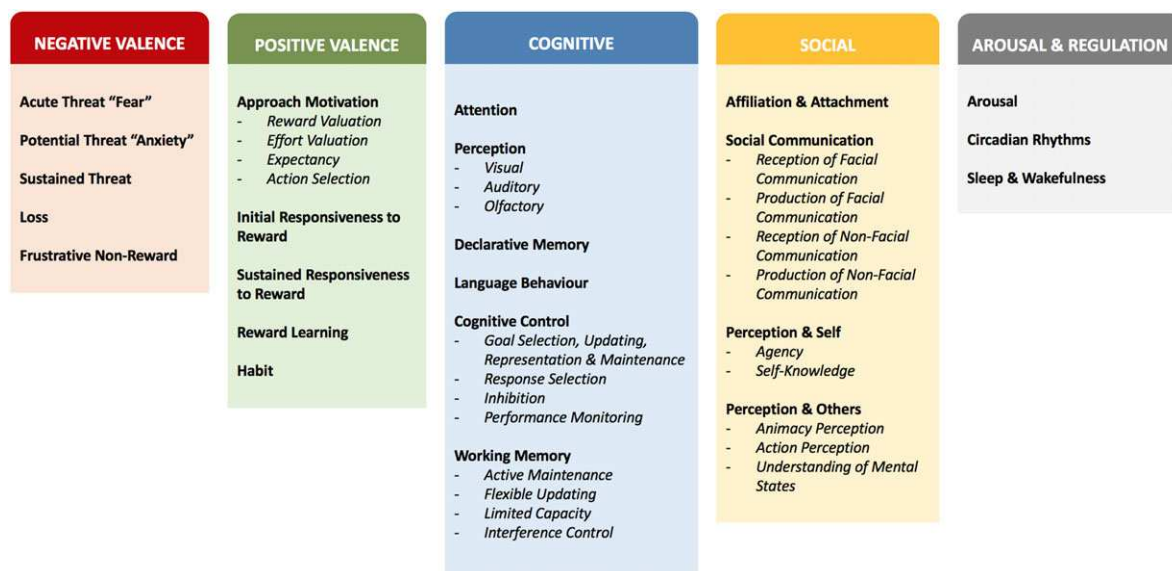 NEGATIVE VALENCE
Acute Threat “Fear”
Potential Threat “Anxiety”
Sustained Threat
Loss
Frustrative Non-Reward
POSITIVE VALENCE
Approach Motivation
- Reward Valuation
- Effort Valuation
- Expectancy
- Action Selection
Initial Responsiveness to
Reward
Sustained Responsiveness
to Reward
Reward Learning
Habit
COGNITIVE
Attention
Perception
- Visual
- Auditory
- Olfactory
Declarative Memory
Language Behaviour
Cognitive Control
- Goal Selection, Updating,
Representation & Maintenance
- Response Selection
- Inhibition
- Performance Monitoring
Working Memory
- Active Maintenance
- Flexible Updating
- Limited Capacity
- Interference Control
SOCIAL
Affiliation & Attachment
Social Communication
- Reception of Facial
Communication
- Production of Facial
Communication
- Reception of Non-Facial
Communication
- Production of Non-Facial
Communication
Perception & Self
- Agency
- Self-Knowledge
Perception & Others
- Animacy Perception
- Action Perception
- Understanding of Mental
States
AROUSAL & REGULATION
Arousal
Circadian Rhythms
Sleep & Wakefulness